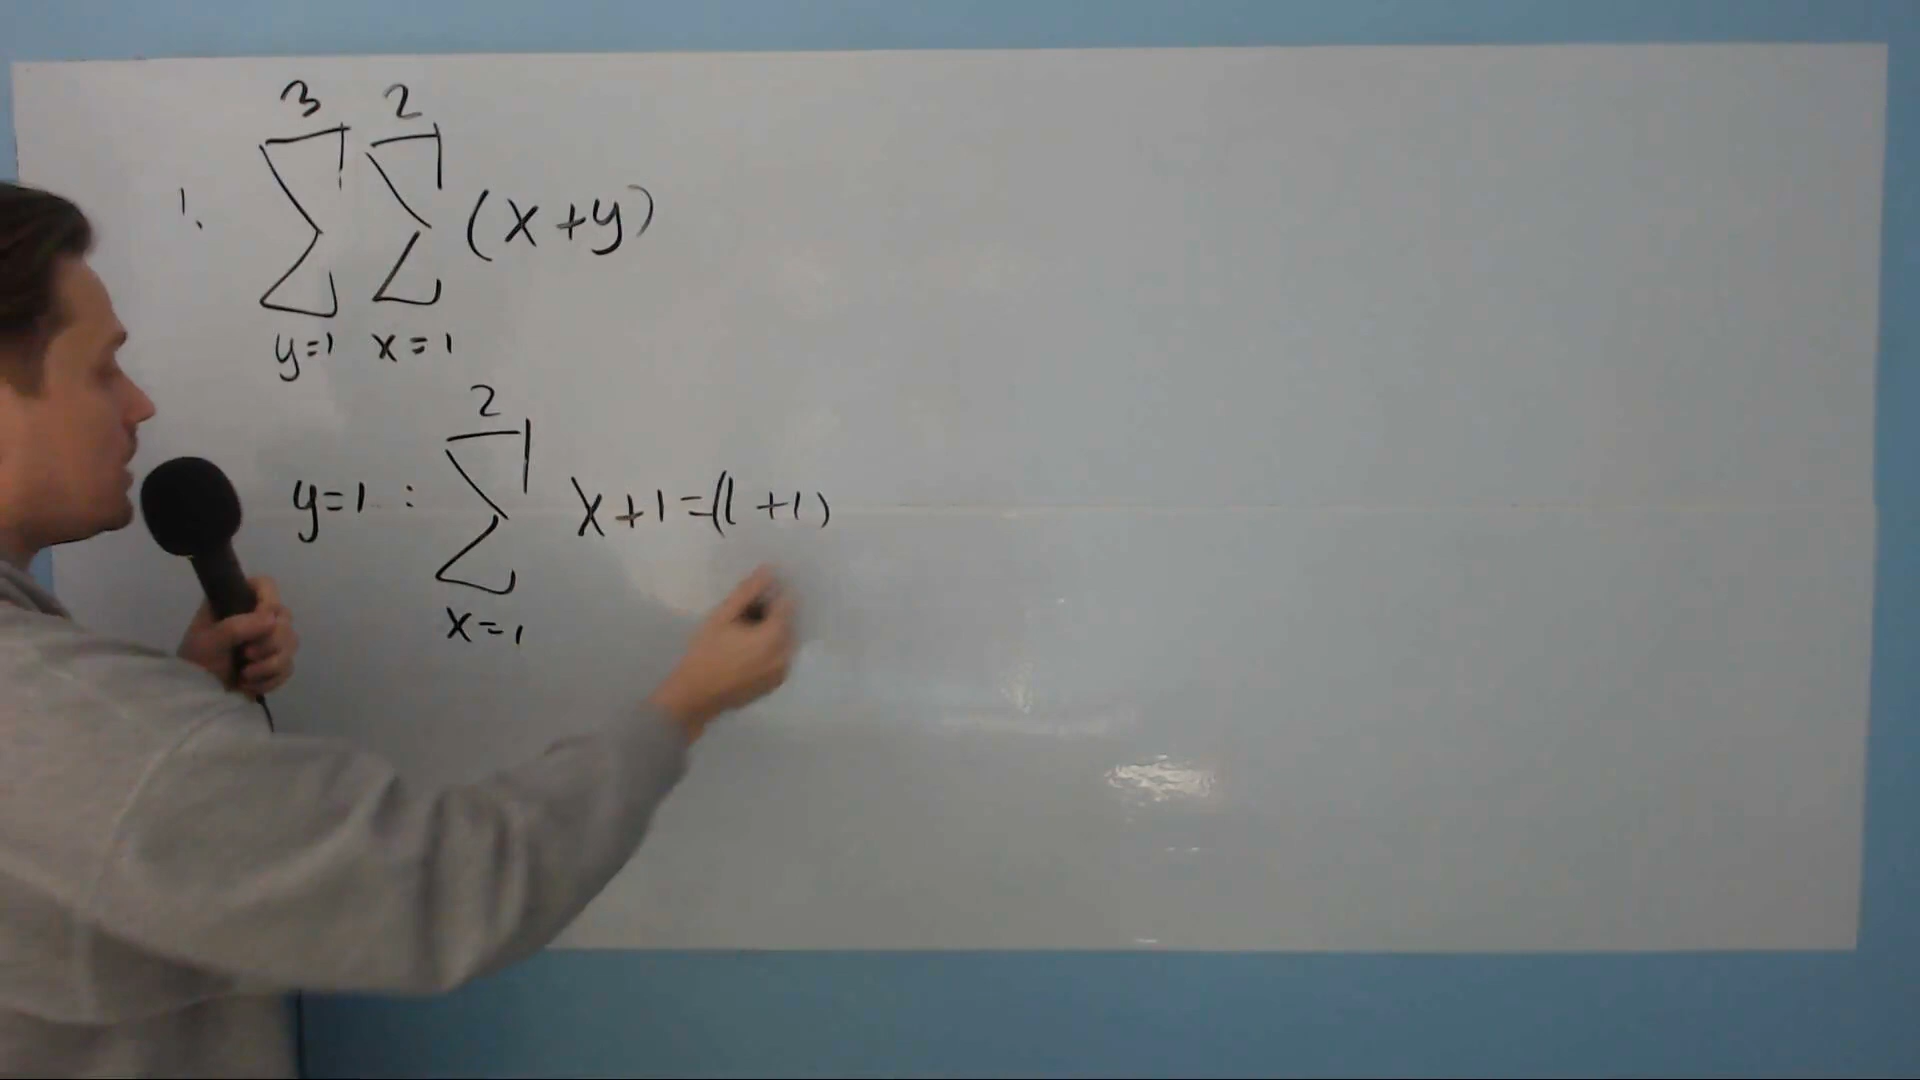 1. 3∑y=1 2∑x=1 (x+y)
y=1 : 2∑x=1 x+1=(1+1)